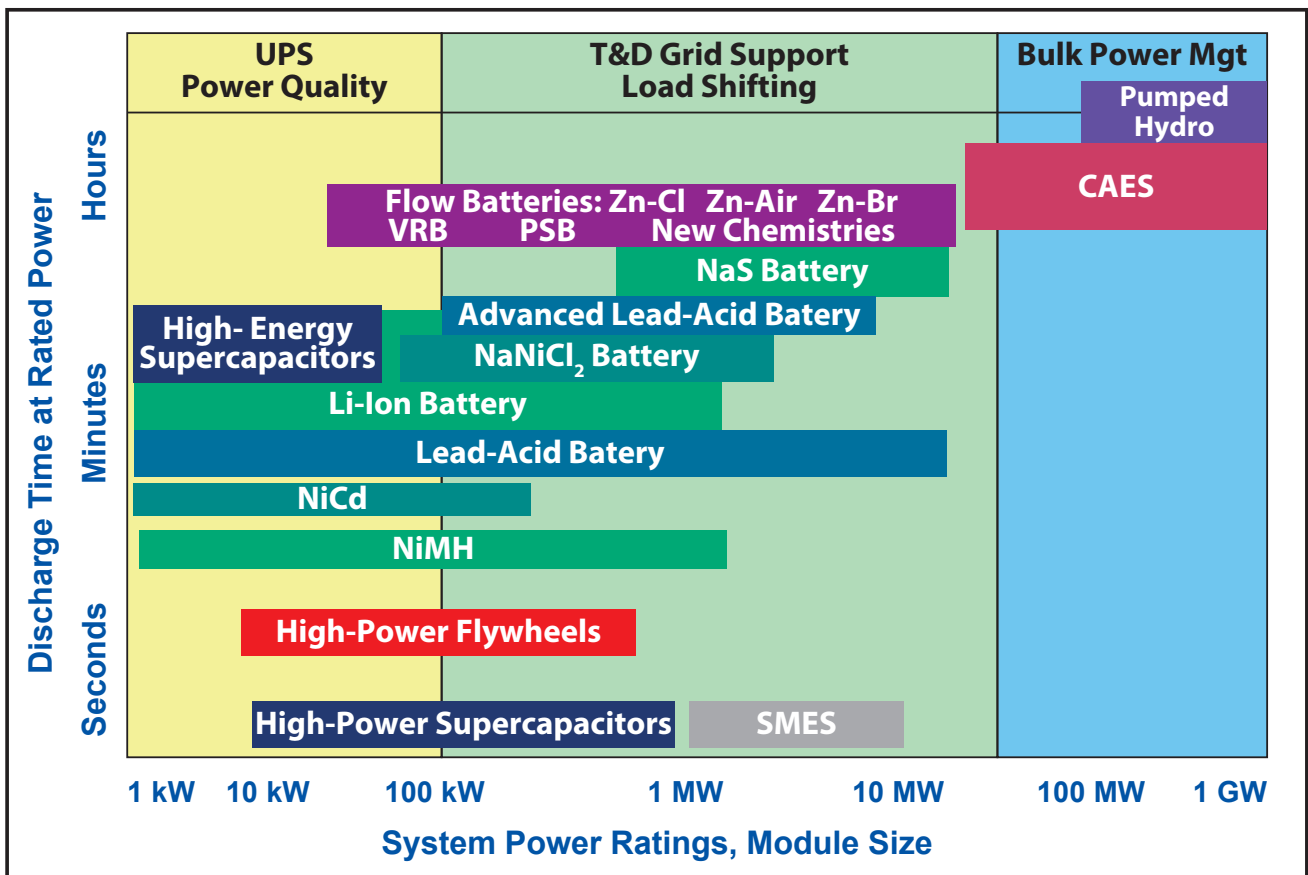 UPS
Power Quality
T&D Grid Support
Load Shifting
Bulk Power Mgt
Pumped
Hydro
CAES
Flow Batteries: Zn-Cl Zn-Air Zn-Br
VRB PSB New Chemistries
NaS Battery
Advanced Lead-Acid Batery
High- Energy
Supercapacitors
NaNiCl₂ Battery
Li-Ion Battery
Lead-Acid Batery
NiCd
NiMH
High-Power Flywheels
High-Power Supercapacitors
SMES
Discharge Time at Rated Power
Hours
Minutes
Seconds
1 kW 10 kW 100 kW 1 MW 10 MW 100 MW 1 GW
System Power Ratings, Module Size